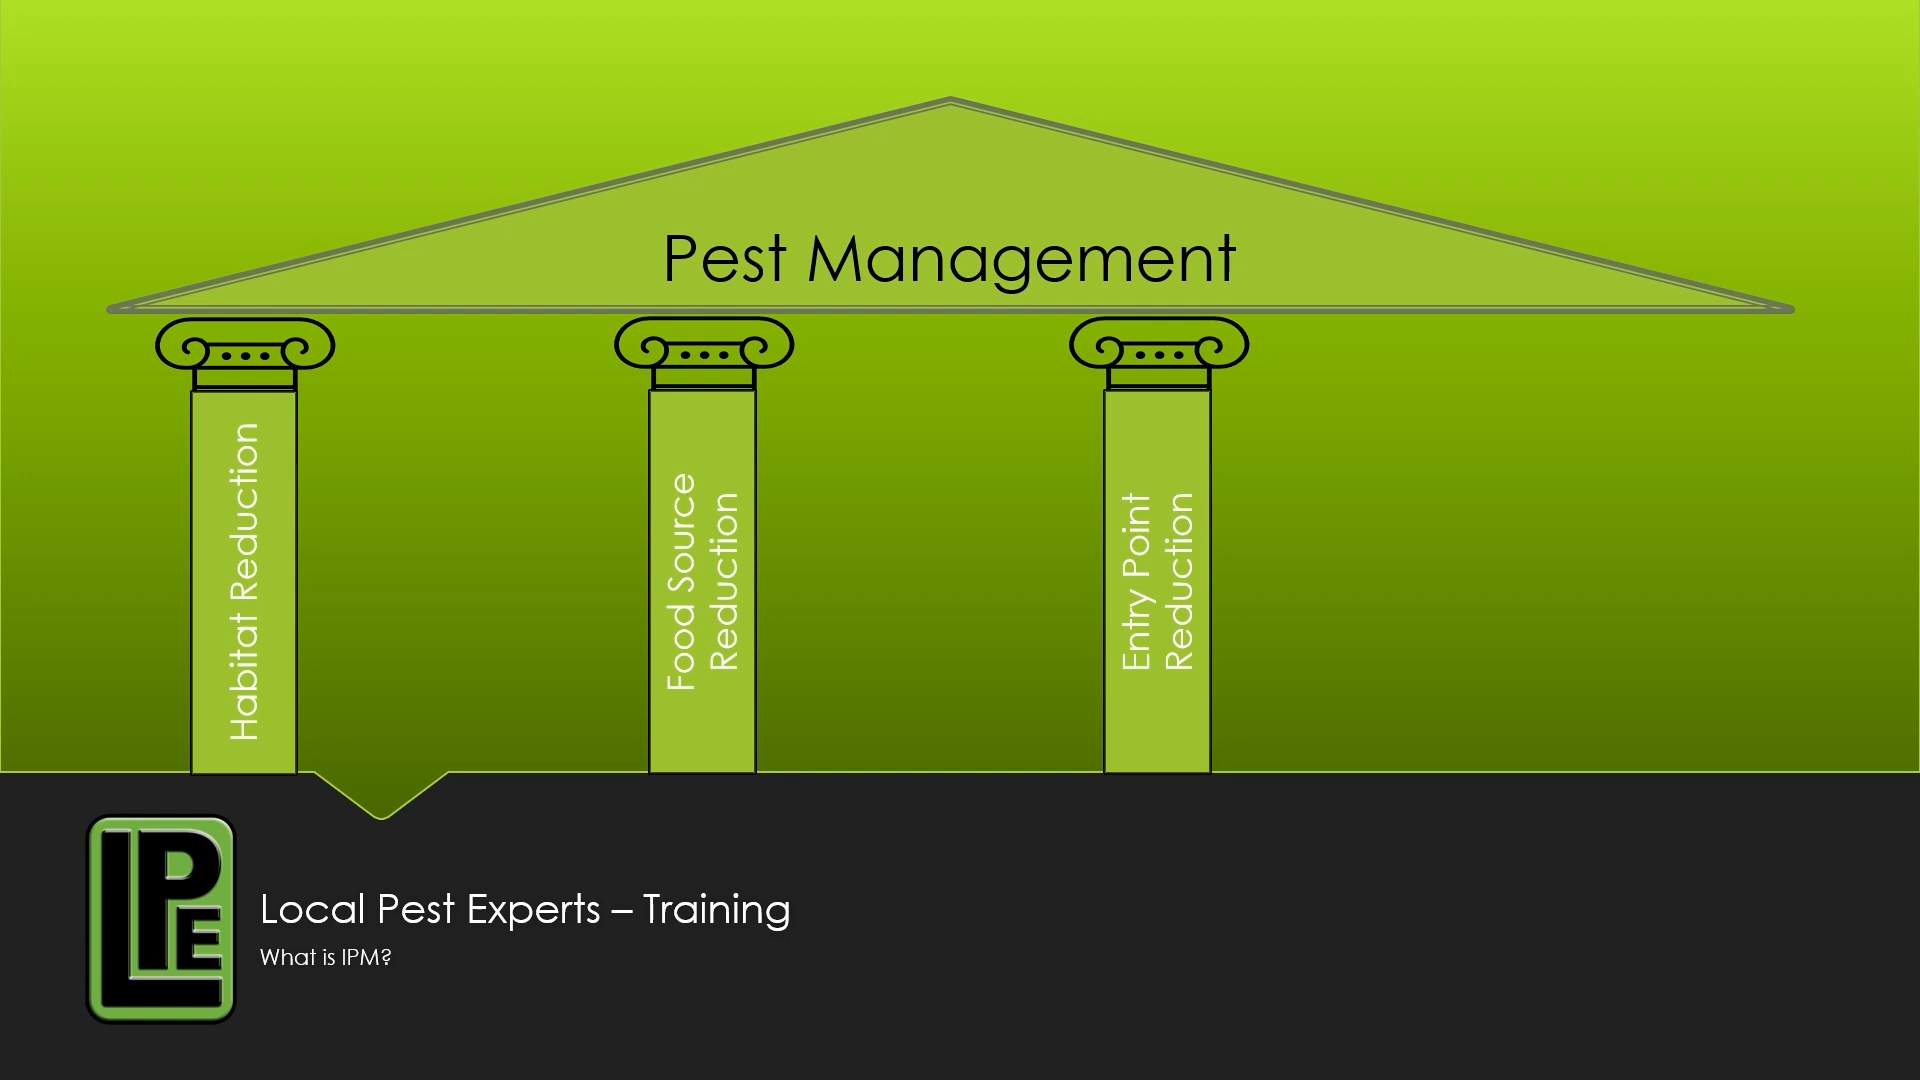 Pest Management
Habitat Reduction
Food Source
Reduction
Entry Point
Reduction
LPE
Local Pest Experts – Training
What is IPM?